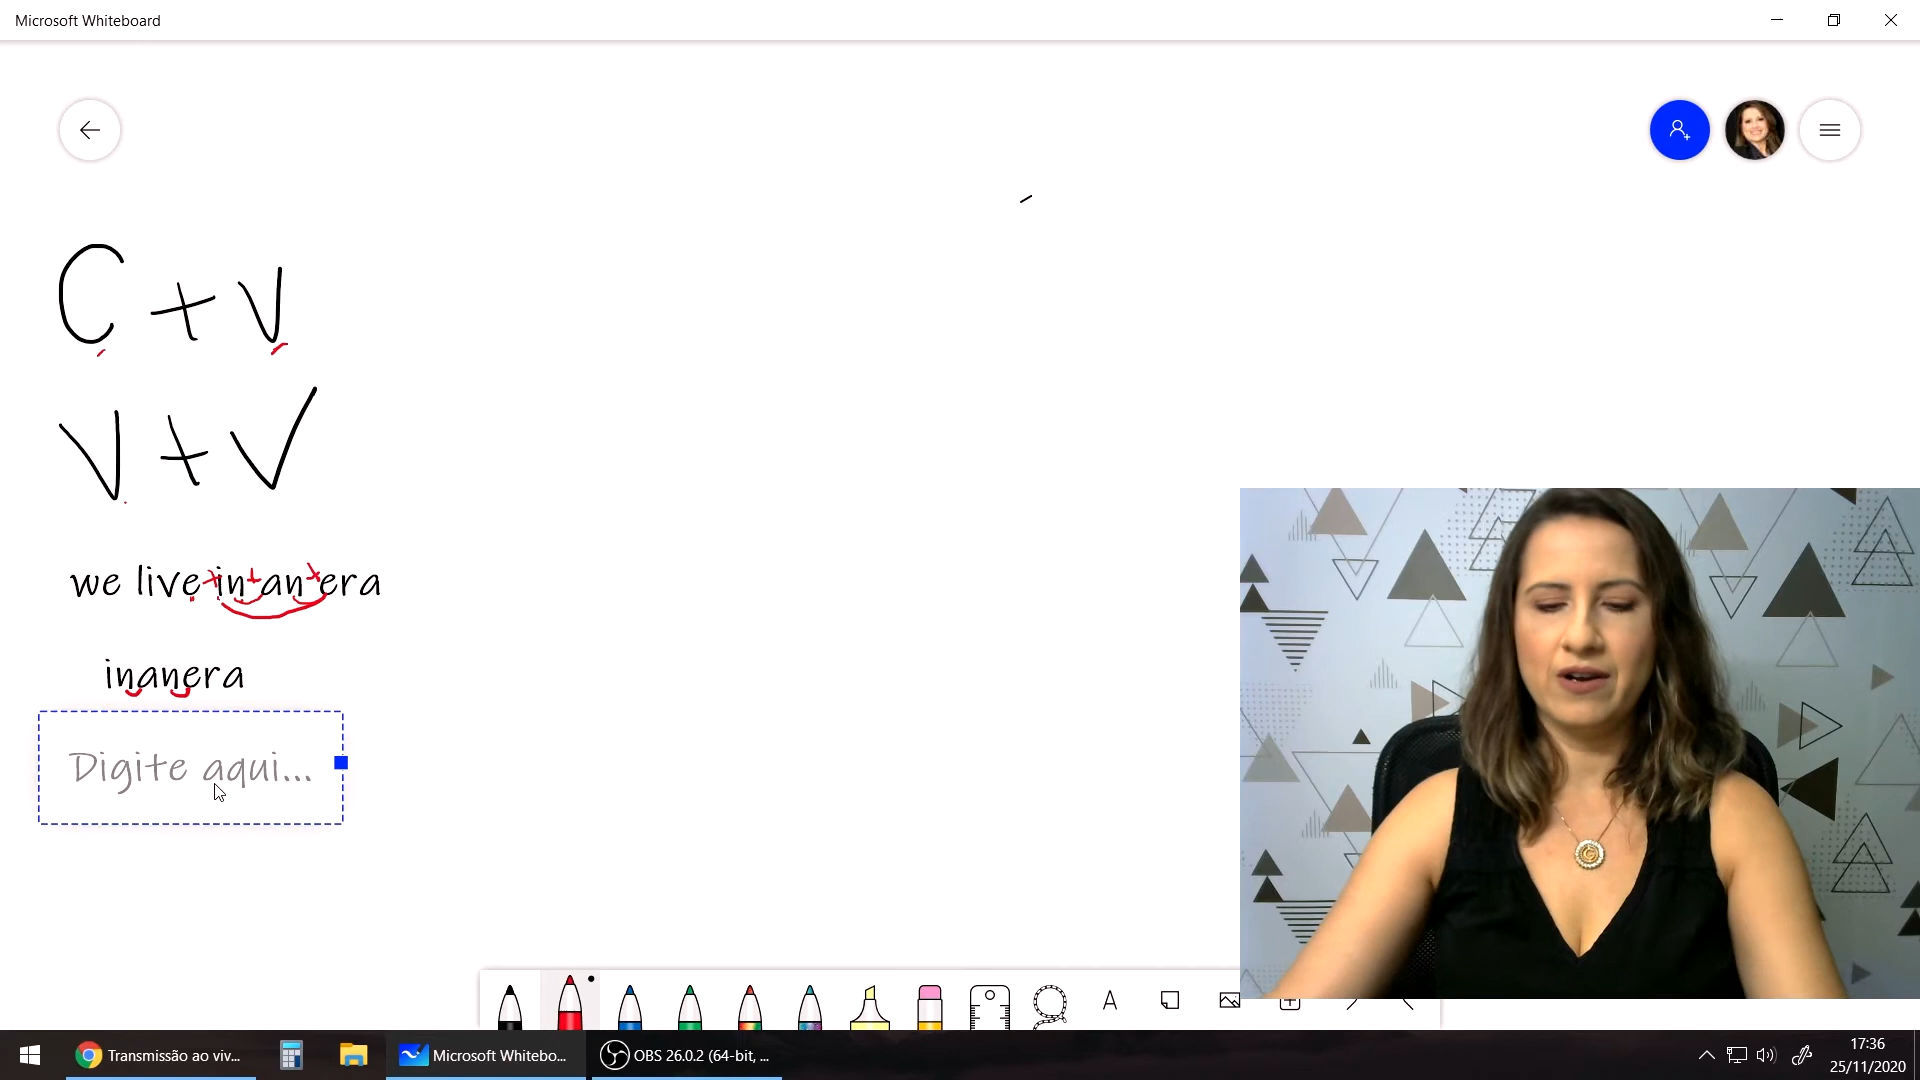 Microsoft Whiteboard
C + V
V + V
we live in an era
inanera
Digite aqui...
A
Transmissão ao viv...
Microsoft Whitebo...
OBS 26.0.2 (64-bit, ...
17:36
25/11/2020